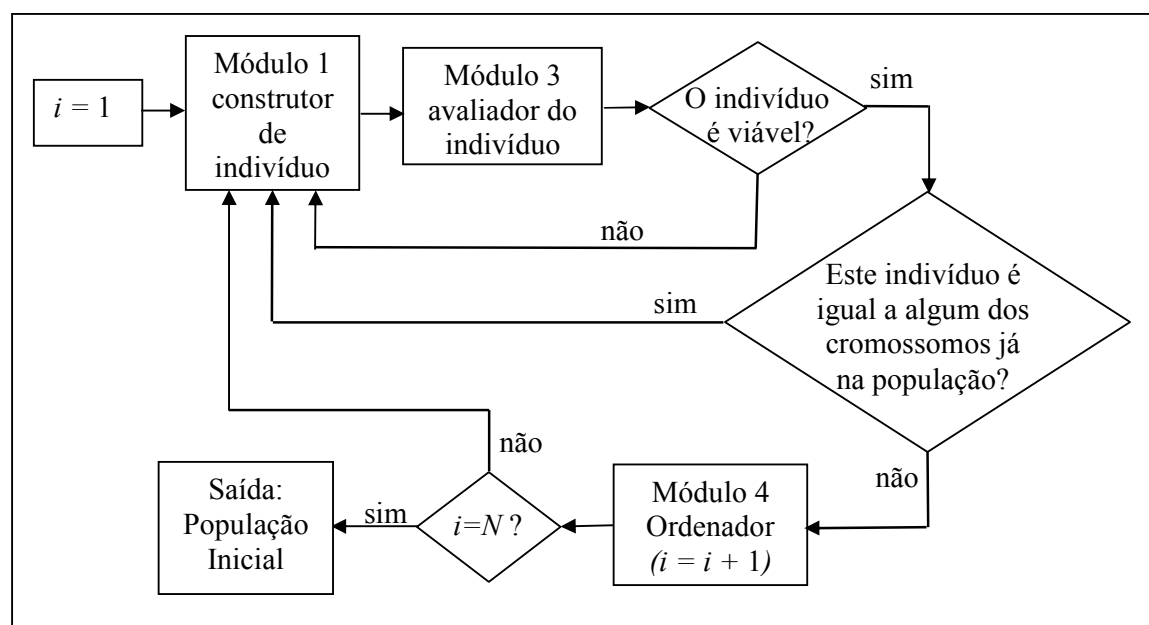 i = 1
Módulo 1
construtor
de
indivíduo
Módulo 3
avaliador do
indivíduo
O indivíduo
é viável?
sim
não
Este indivíduo é
igual a algum dos
cromossomos já
na população?
sim
não
Módulo 4
Ordenador
(i = i + 1)
i=N ?
não
sim
Saída:
População
Inicial